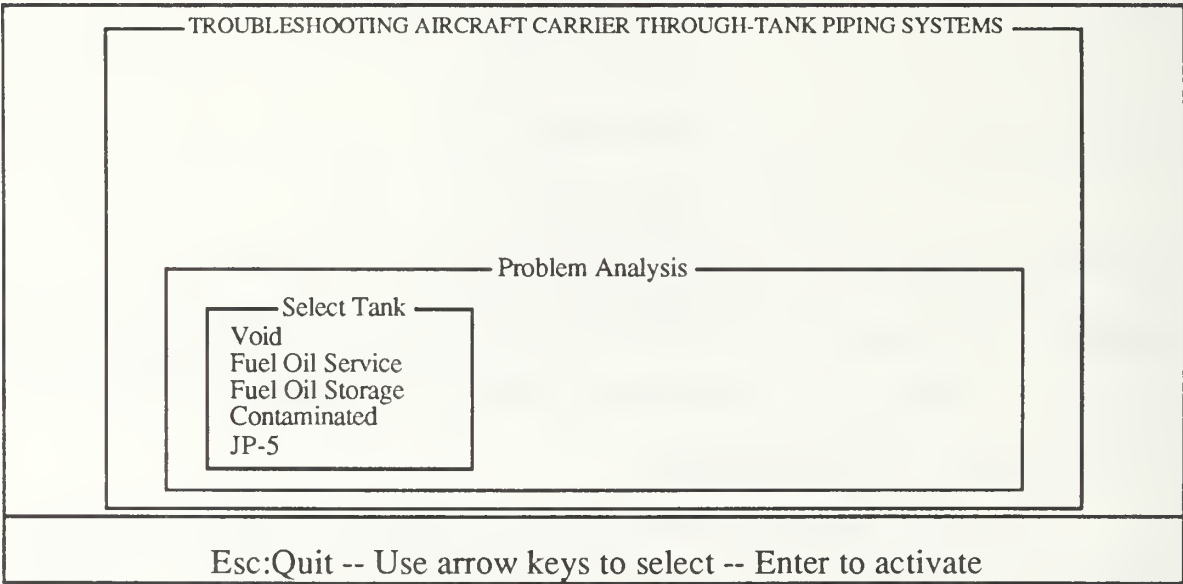 TROUBLESHOOTING AIRCRAFT CARRIER THROUGH-TANK PIPING SYSTEMS
Problem Analysis
Select Tank
Void
Fuel Oil Service
Fuel Oil Storage
Contaminated
JP-5
Esc:Quit -- Use arrow keys to select -- Enter to activate